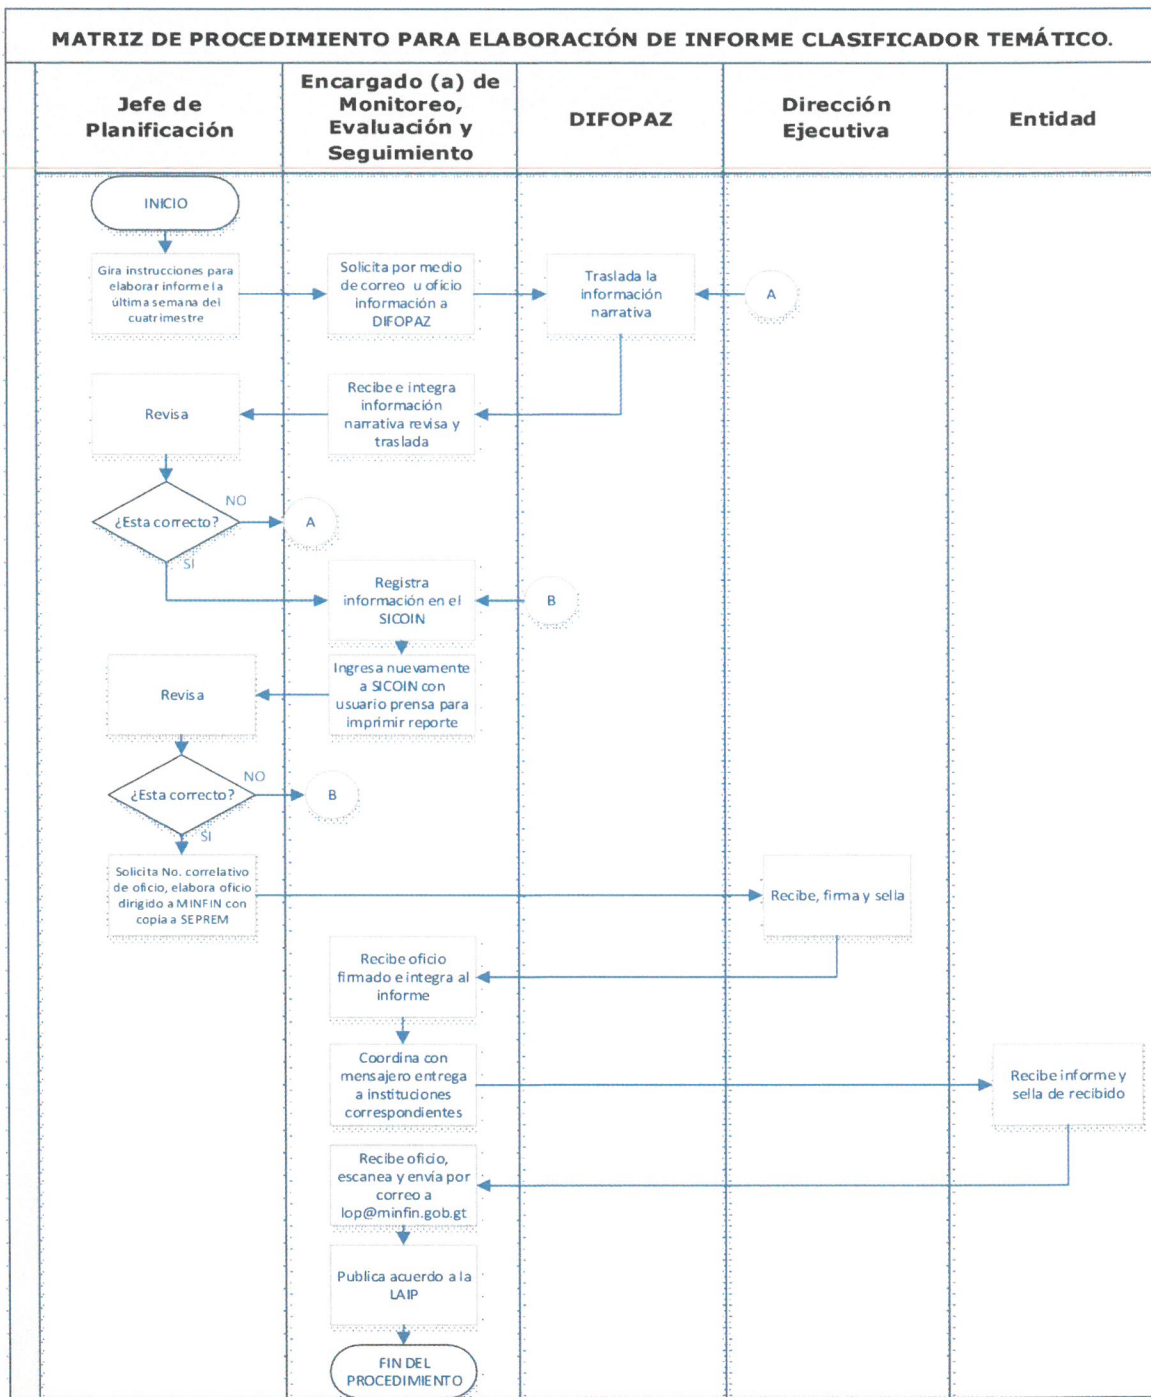 MATRIZ DE PROCEDIMIENTO PARA ELABORACIÓN DE INFORME CLASIFICADOR TEMÁTICO.
Jefe de
Planificación
Encargado (a) de
Monitoreo,
Evaluación y
Seguimiento
DIFOPAZ
Dirección
Ejecutiva
Entidad
INICIO
Gira instrucciones para
elaborar informe la
última semana del
cuatrimestre
Solicita por medio
de correo u oficio
información a
DIFOPAZ
Traslada la
información
narrativa
A
Revisa
Recibe e integra
información
narrativa revisa y
traslada
¿Esta correcto?
NO
A
SI
Registra
información en el
SICOIN
B
Revisa
Ingresa nuevamente
a SICOIN con
usuario prensa para
imprimir reporte
¿Esta correcto?
NO
B
SI
Solicita No. correlativo
de oficio, elabora oficio
dirigido a MINFIN con
copia a SEPREM
Recibe, firma y sella
Recibe oficio
firmado e integra al
informe
Coordina con
mensajero entrega
a instituciones
correspondientes
Recibe informe y
sella de recibido
Recibe oficio,
escanea y envía por
correo a
lop@minfin.gob.gt
Publica acuerdo a la
LAIP
FIN DEL
PROCEDIMIENTO